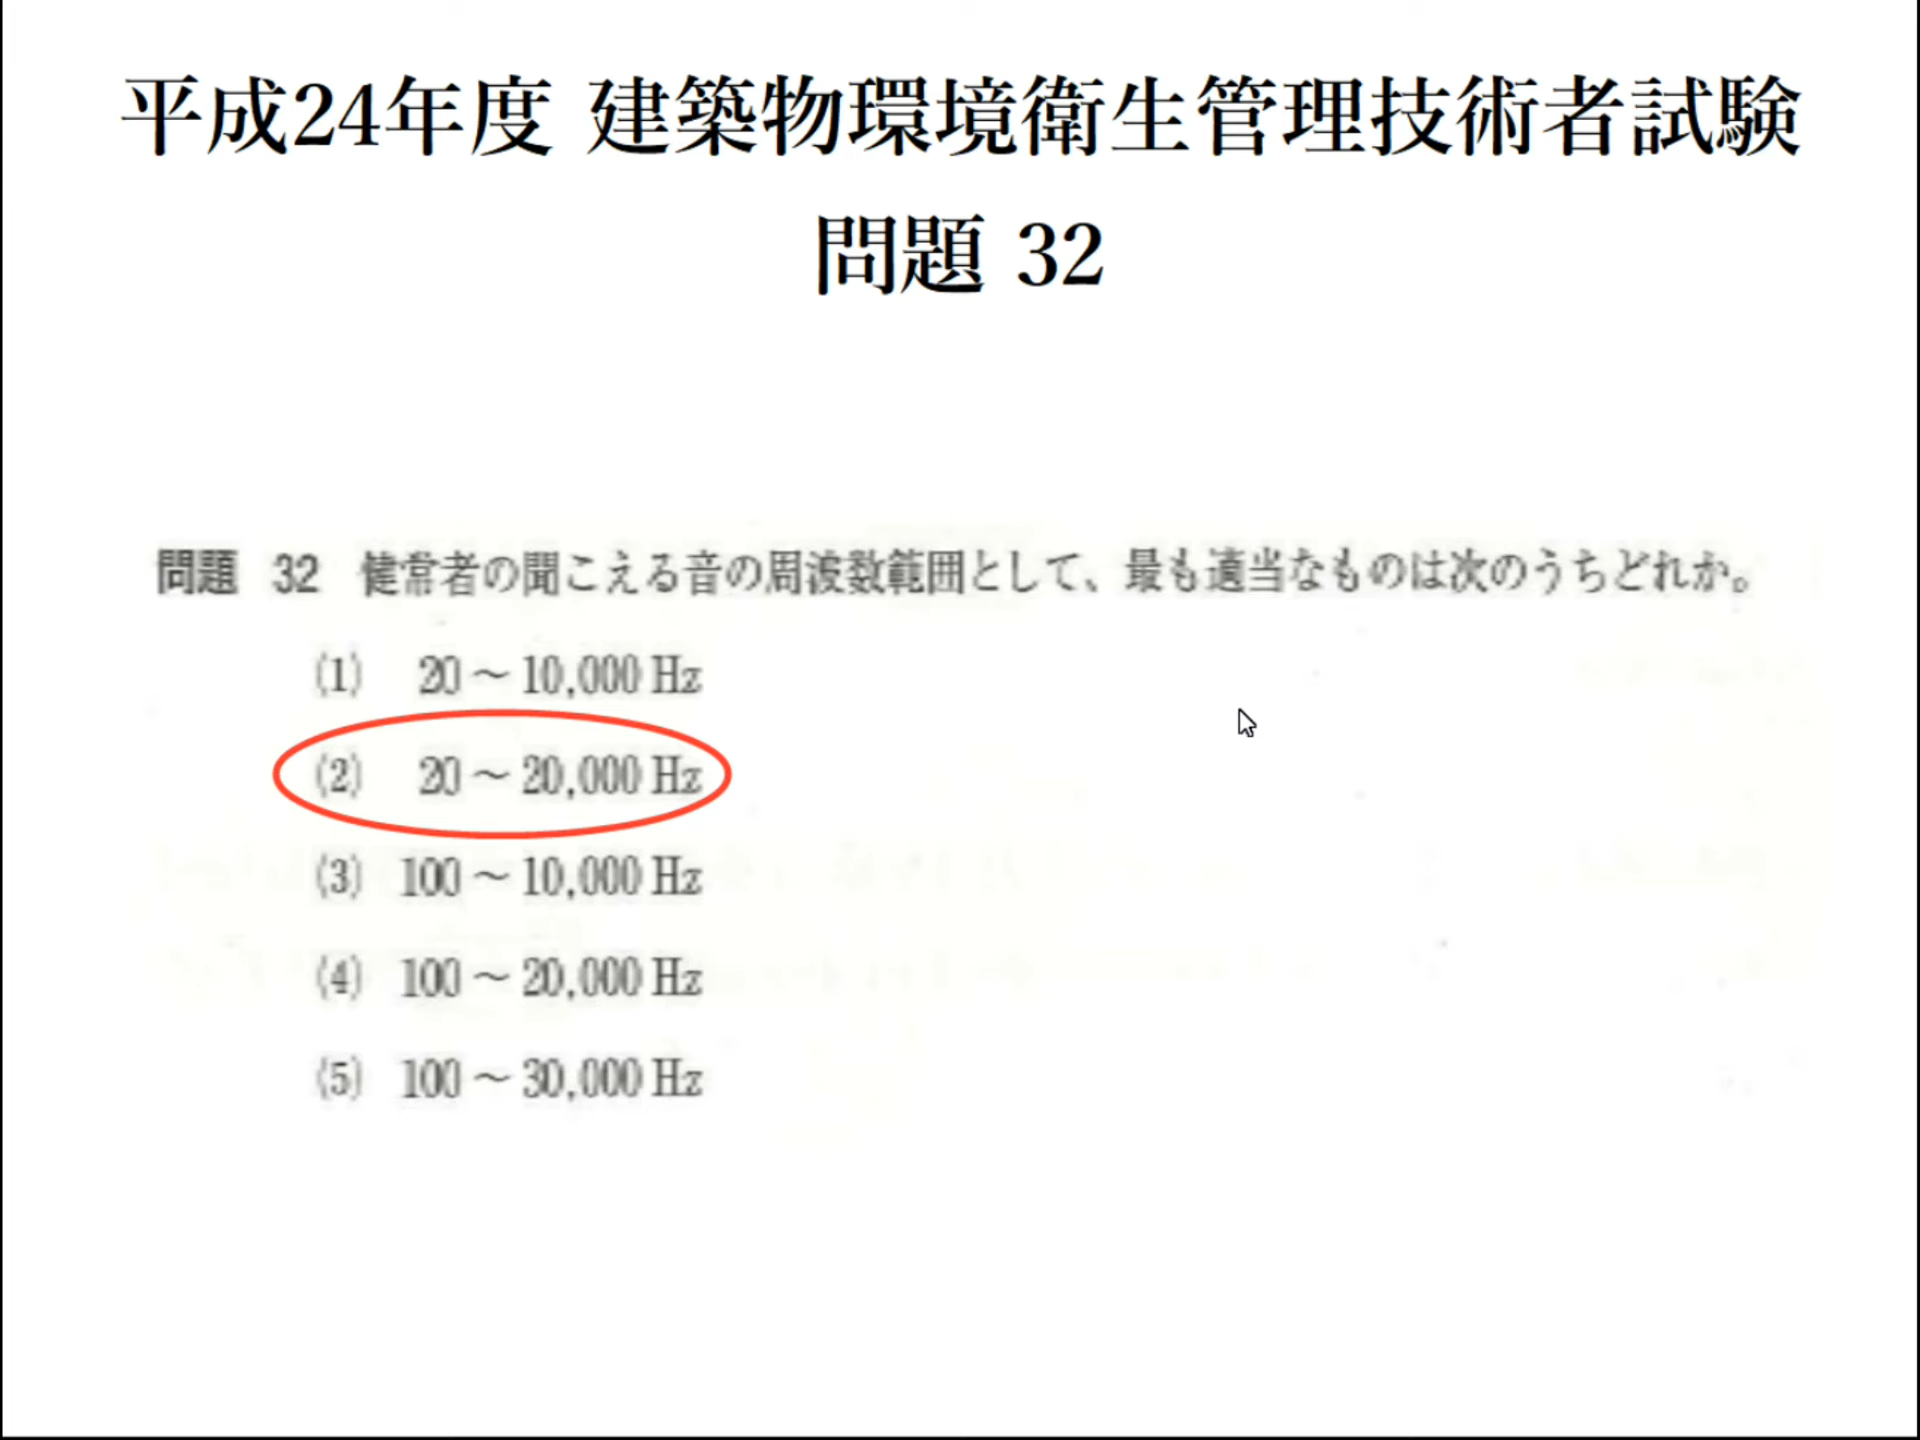 平成24年度 建築物環境衛生管理技術者試験
問題 32
問題 32 健常者の聞こえる音の周波数範囲として、最も適当なものは次のうちどれか。
(1) 20～10,000 Hz
(2) 20～20,000 Hz
(3) 100～10,000 Hz
(4) 100～20,000 Hz
(5) 100～30,000 Hz